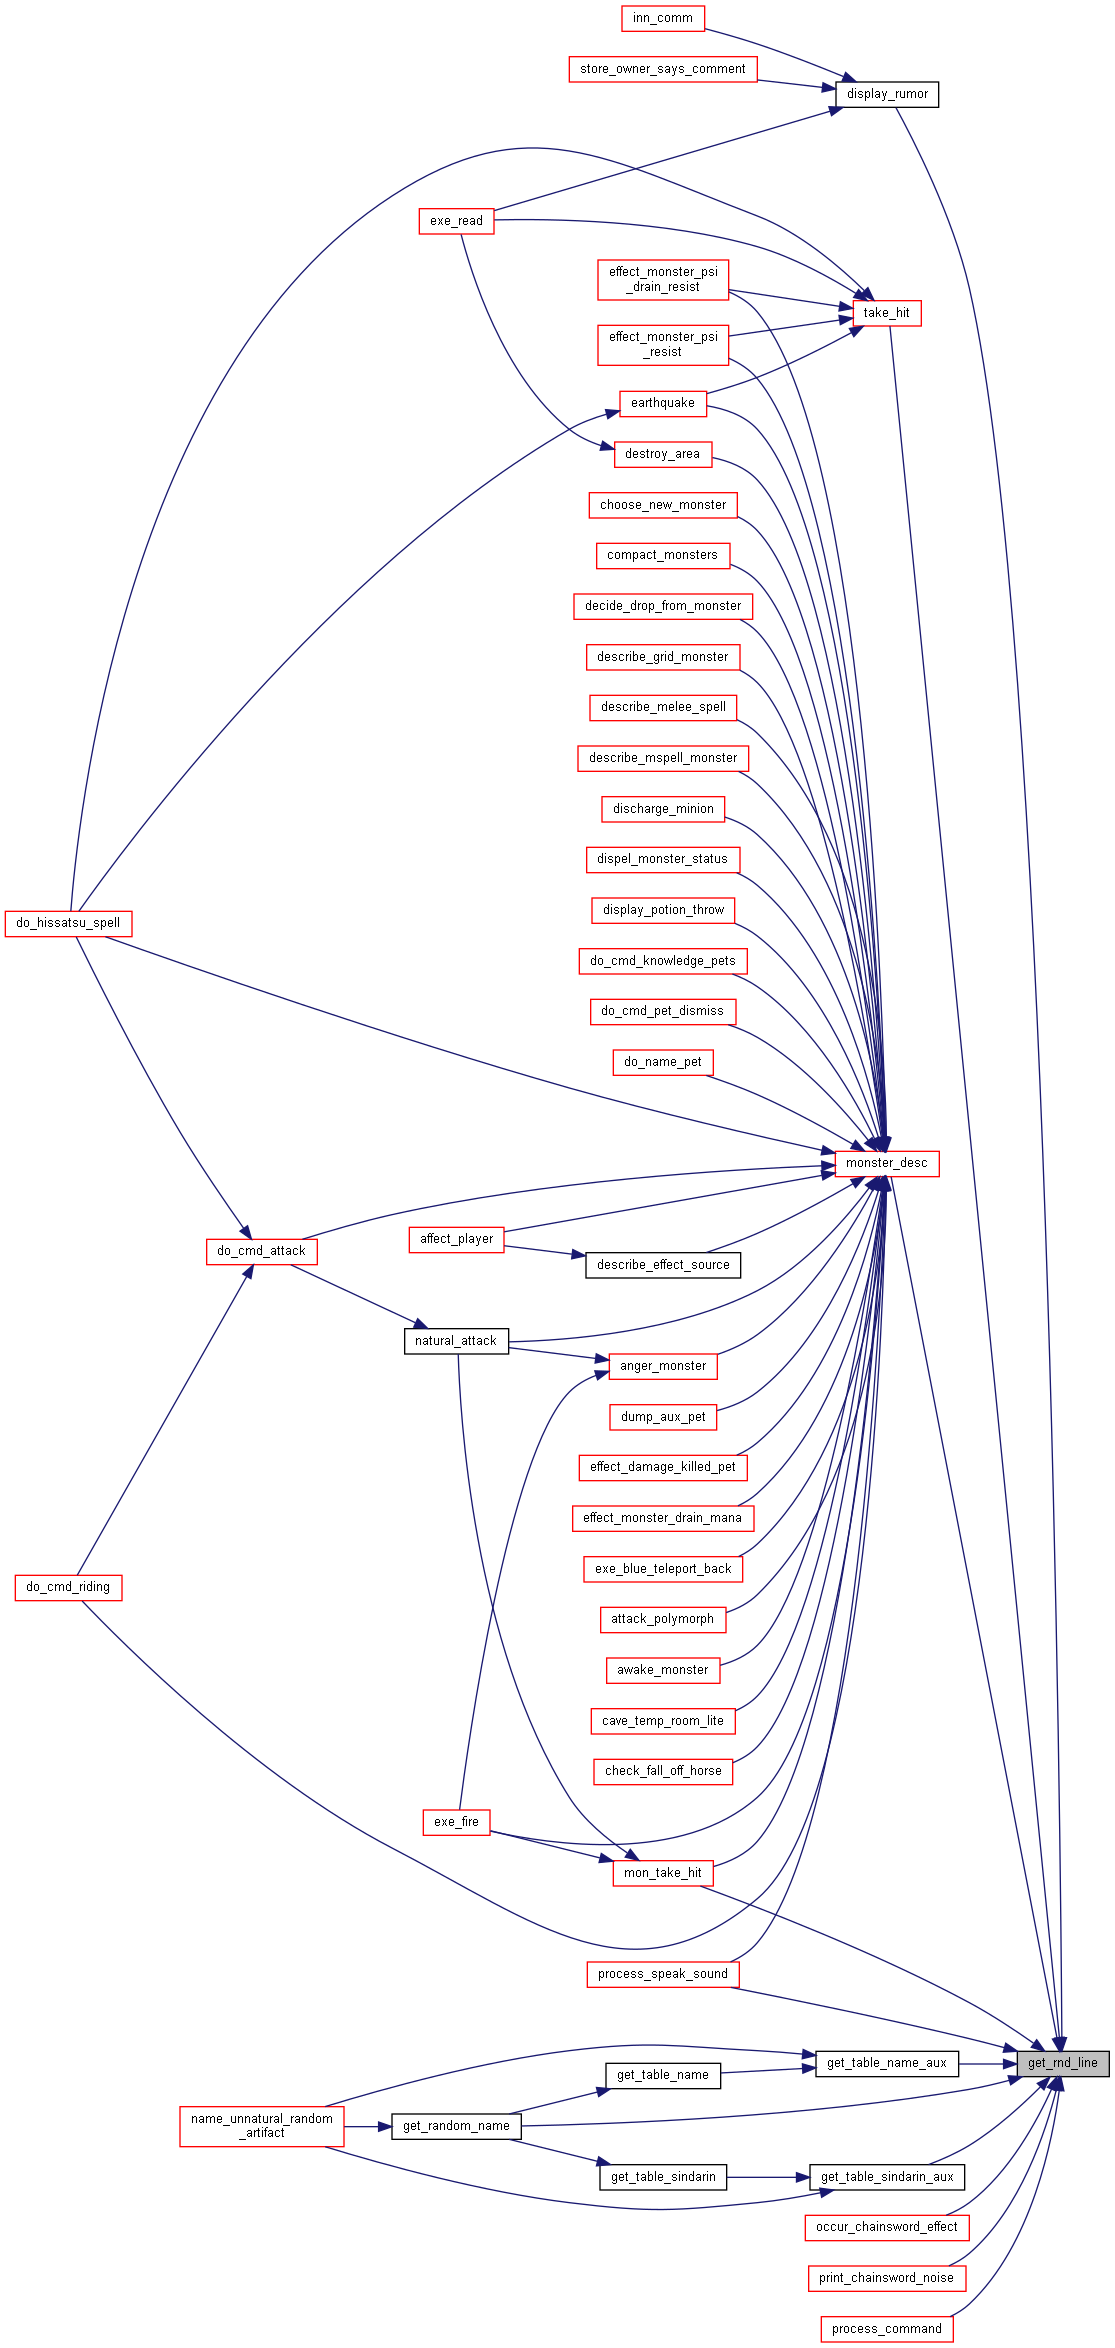 inn_comm
store_owner_says_comment
display_rumor
exe_read
effect_monster_psi
_drain_resist
take_hit
effect_monster_psi
_resist
earthquake
destroy_area
choose_new_monster
compact_monsters
decide_drop_from_monster
describe_grid_monster
describe_melee_spell
describe_mspell_monster
discharge_minion
dispel_monster_status
display_potion_throw
do_hissatsu_spell
do_cmd_knowledge_pets
do_cmd_pet_dismiss
do_name_pet
monster_desc
affect_player
do_cmd_attack
describe_effect_source
natural_attack
anger_monster
dump_aux_pet
effect_damage_killed_pet
effect_monster_drain_mana
exe_blue_teleport_back
do_cmd_riding
attack_polymorph
awake_monster
cave_temp_room_lite
check_fall_off_horse
exe_fire
mon_take_hit
process_speak_sound
get_rnd_line
get_table_name_aux
get_table_name
name_unnatural_random
_artifact
get_random_name
get_table_sindarin
get_table_sindarin_aux
occur_chainsword_effect
print_chainsword_noise
process_command